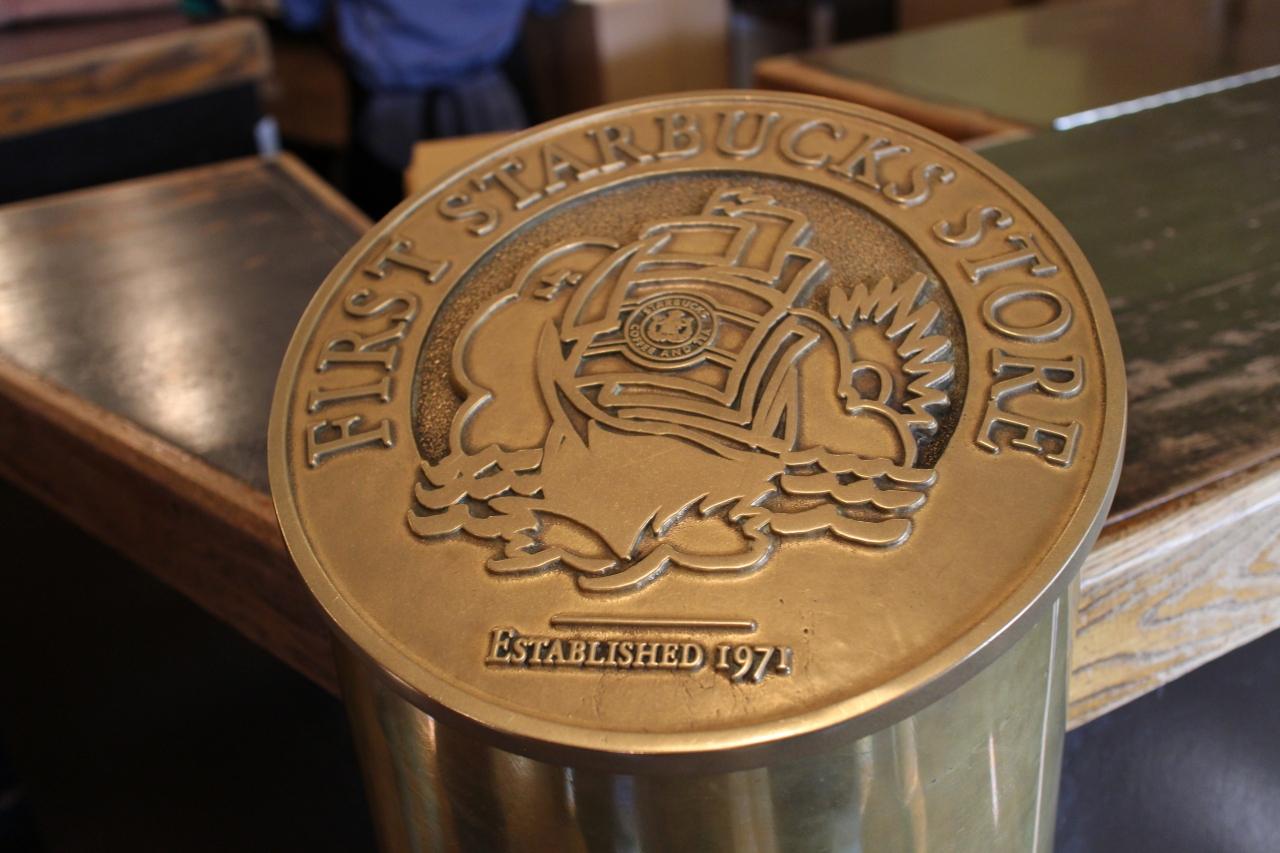 FIRST STARBUCKS STORE
STARBUCKS
COFFEE AND TEA
ESTABLISHED 1971